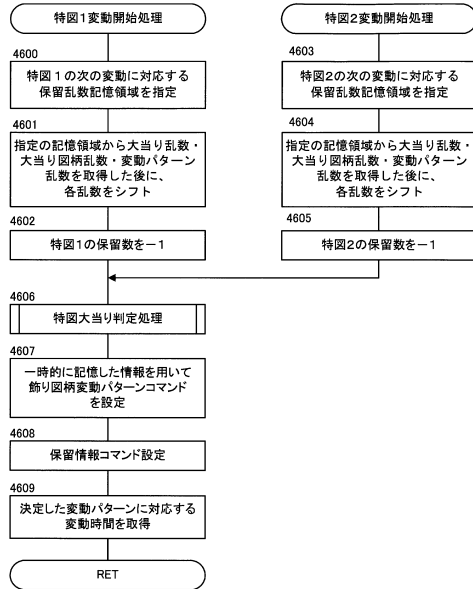 特図1変動開始処理
4600
特図1の次の変動に対応する
保留乱数記憶領域を指定
4601
指定の記憶領域から大当り乱数・
大当り図柄乱数・変動パターン
乱数を取得した後に、
各乱数をシフト
4602
特図1の保留数を－1
特図2変動開始処理
4603
特図2の次の変動に対応する
保留乱数記憶領域を指定
4604
指定の記憶領域から大当り乱数・
大当り図柄乱数・変動パターン
乱数を取得した後に、
各乱数をシフト
4605
特図2の保留数を－1
4606
特図大当り判定処理
4607
一時的に記憶した情報を用いて
飾り図柄変動パターンコマンド
を設定
4608
保留情報コマンド設定
4609
決定した変動パターンに対応する
変動時間を取得
RET